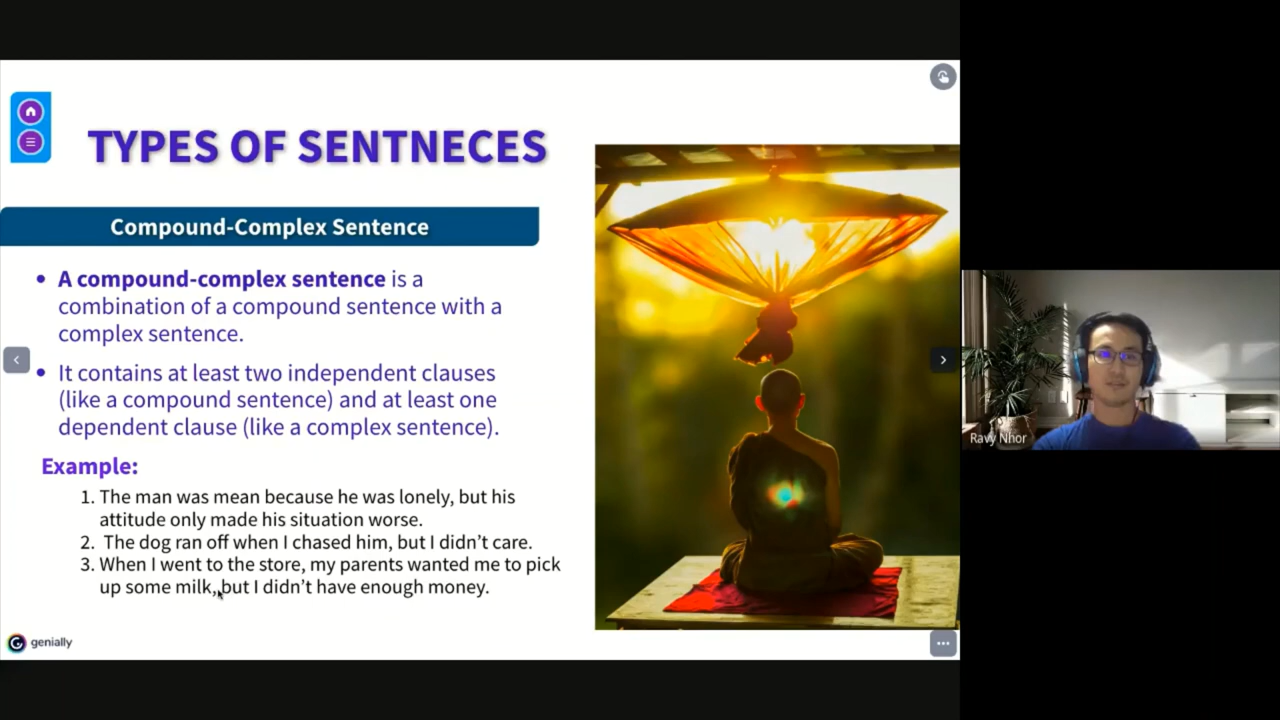 TYPES OF SENTNECES
Compound-Complex Sentence
• A compound-complex sentence is a
combination of a compound sentence with a
complex sentence.
• It contains at least two independent clauses
(like a compound sentence) and at least one
dependent clause (like a complex sentence).
Example:
1. The man was mean because he was lonely, but his
attitude only made his situation worse.
2. The dog ran off when I chased him, but I didn't care.
3. When I went to the store, my parents wanted me to pick
up some milk, but I didn't have enough money.
genially
Ravy Nhor